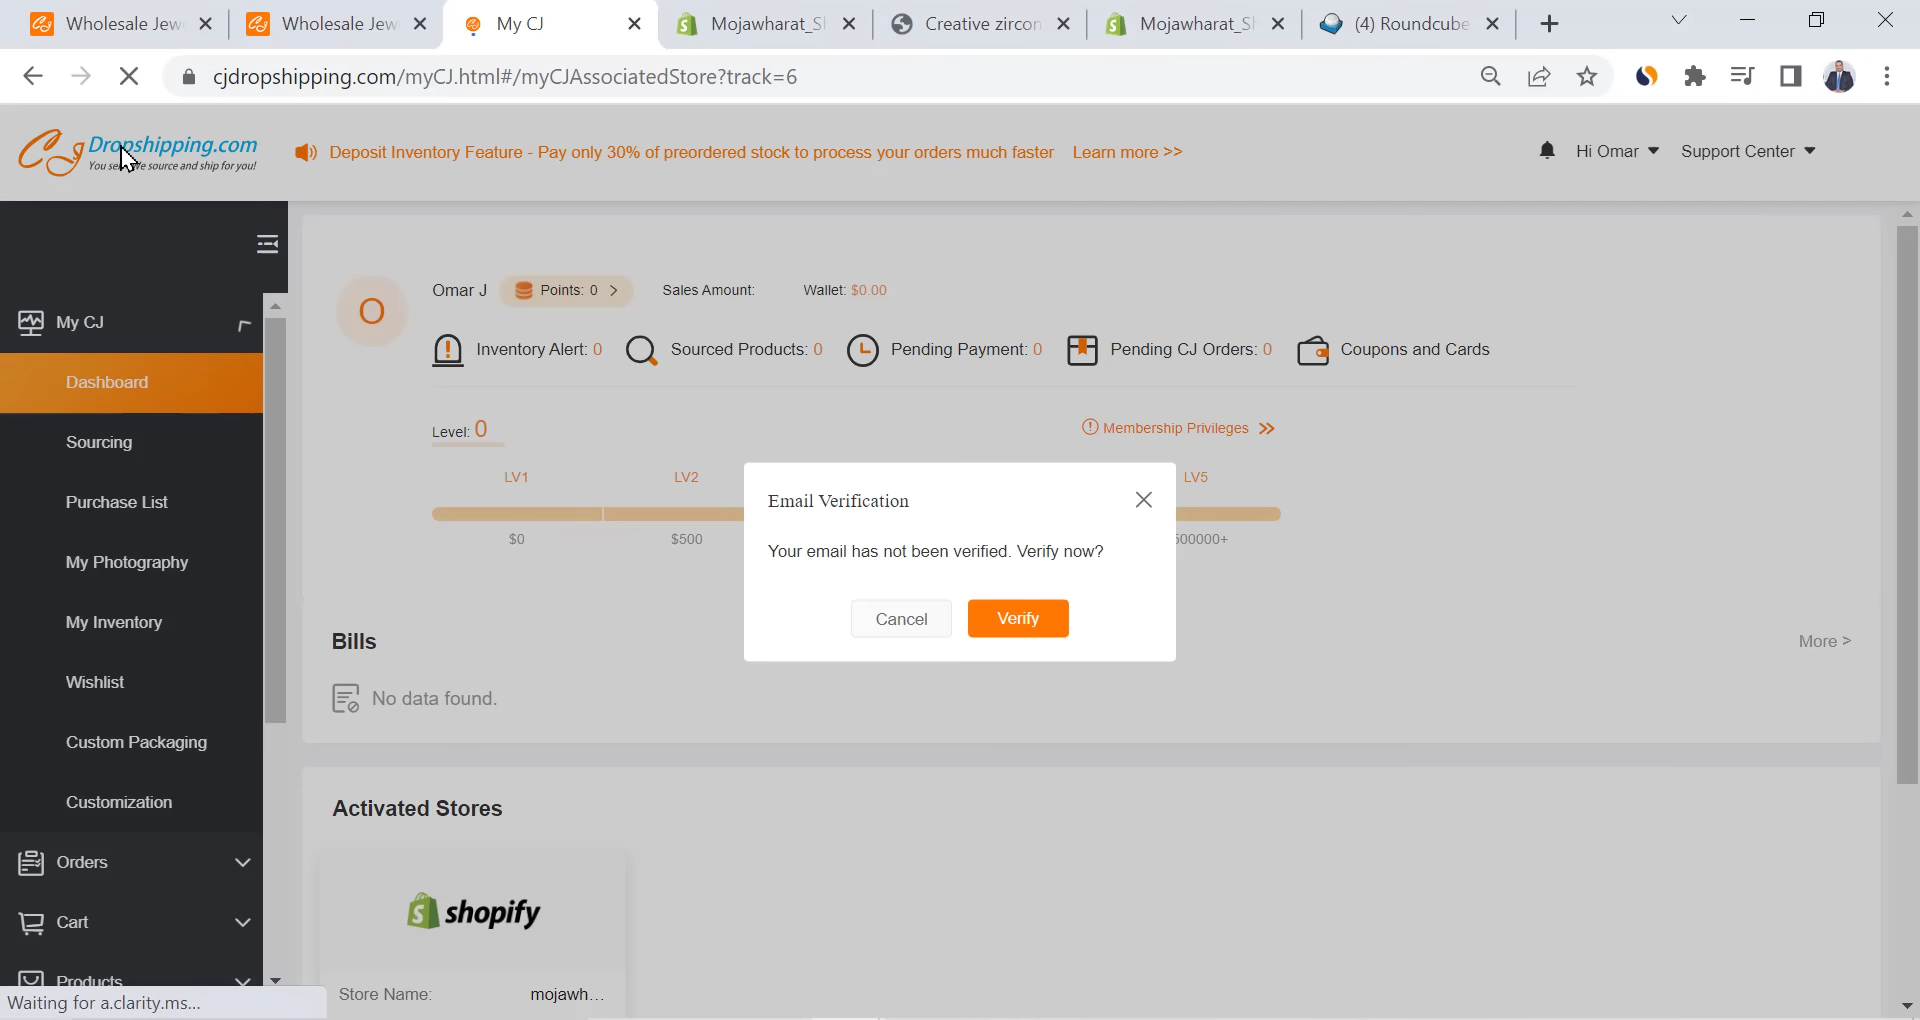 Wholesale Jew
Wholesale Jew
My CJ
Mojawharat_S
Creative zircon
Mojawharat_S
(4) Roundcube
cjdropshipping.com/myCJ.html#/myCJAssociatedStore?track=6
CJ Dropshipping.com
You sell, we source and ship for you!
Deposit Inventory Feature - Pay only 30% of preordered stock to process your orders much faster Learn more >>
Hi Omar
Support Center
My CJ
Dashboard
Sourcing
Purchase List
My Photography
My Inventory
Wishlist
Custom Packaging
Customization
Orders
Cart
Products
Waiting for a.clarity.ms...
O
Omar J
Points: 0 >
Sales Amount:
Wallet: $0.00
Inventory Alert: 0
Sourced Products: 0
Pending Payment: 0
Pending CJ Orders: 0
Coupons and Cards
Level: 0
Membership Privileges
LV1
LV2
LV5
$0
$500
00000+
Email Verification
Your email has not been verified. Verify now?
Cancel
Verify
Bills
More >
No data found.
Activated Stores
shopify
Store Name:
mojawh...